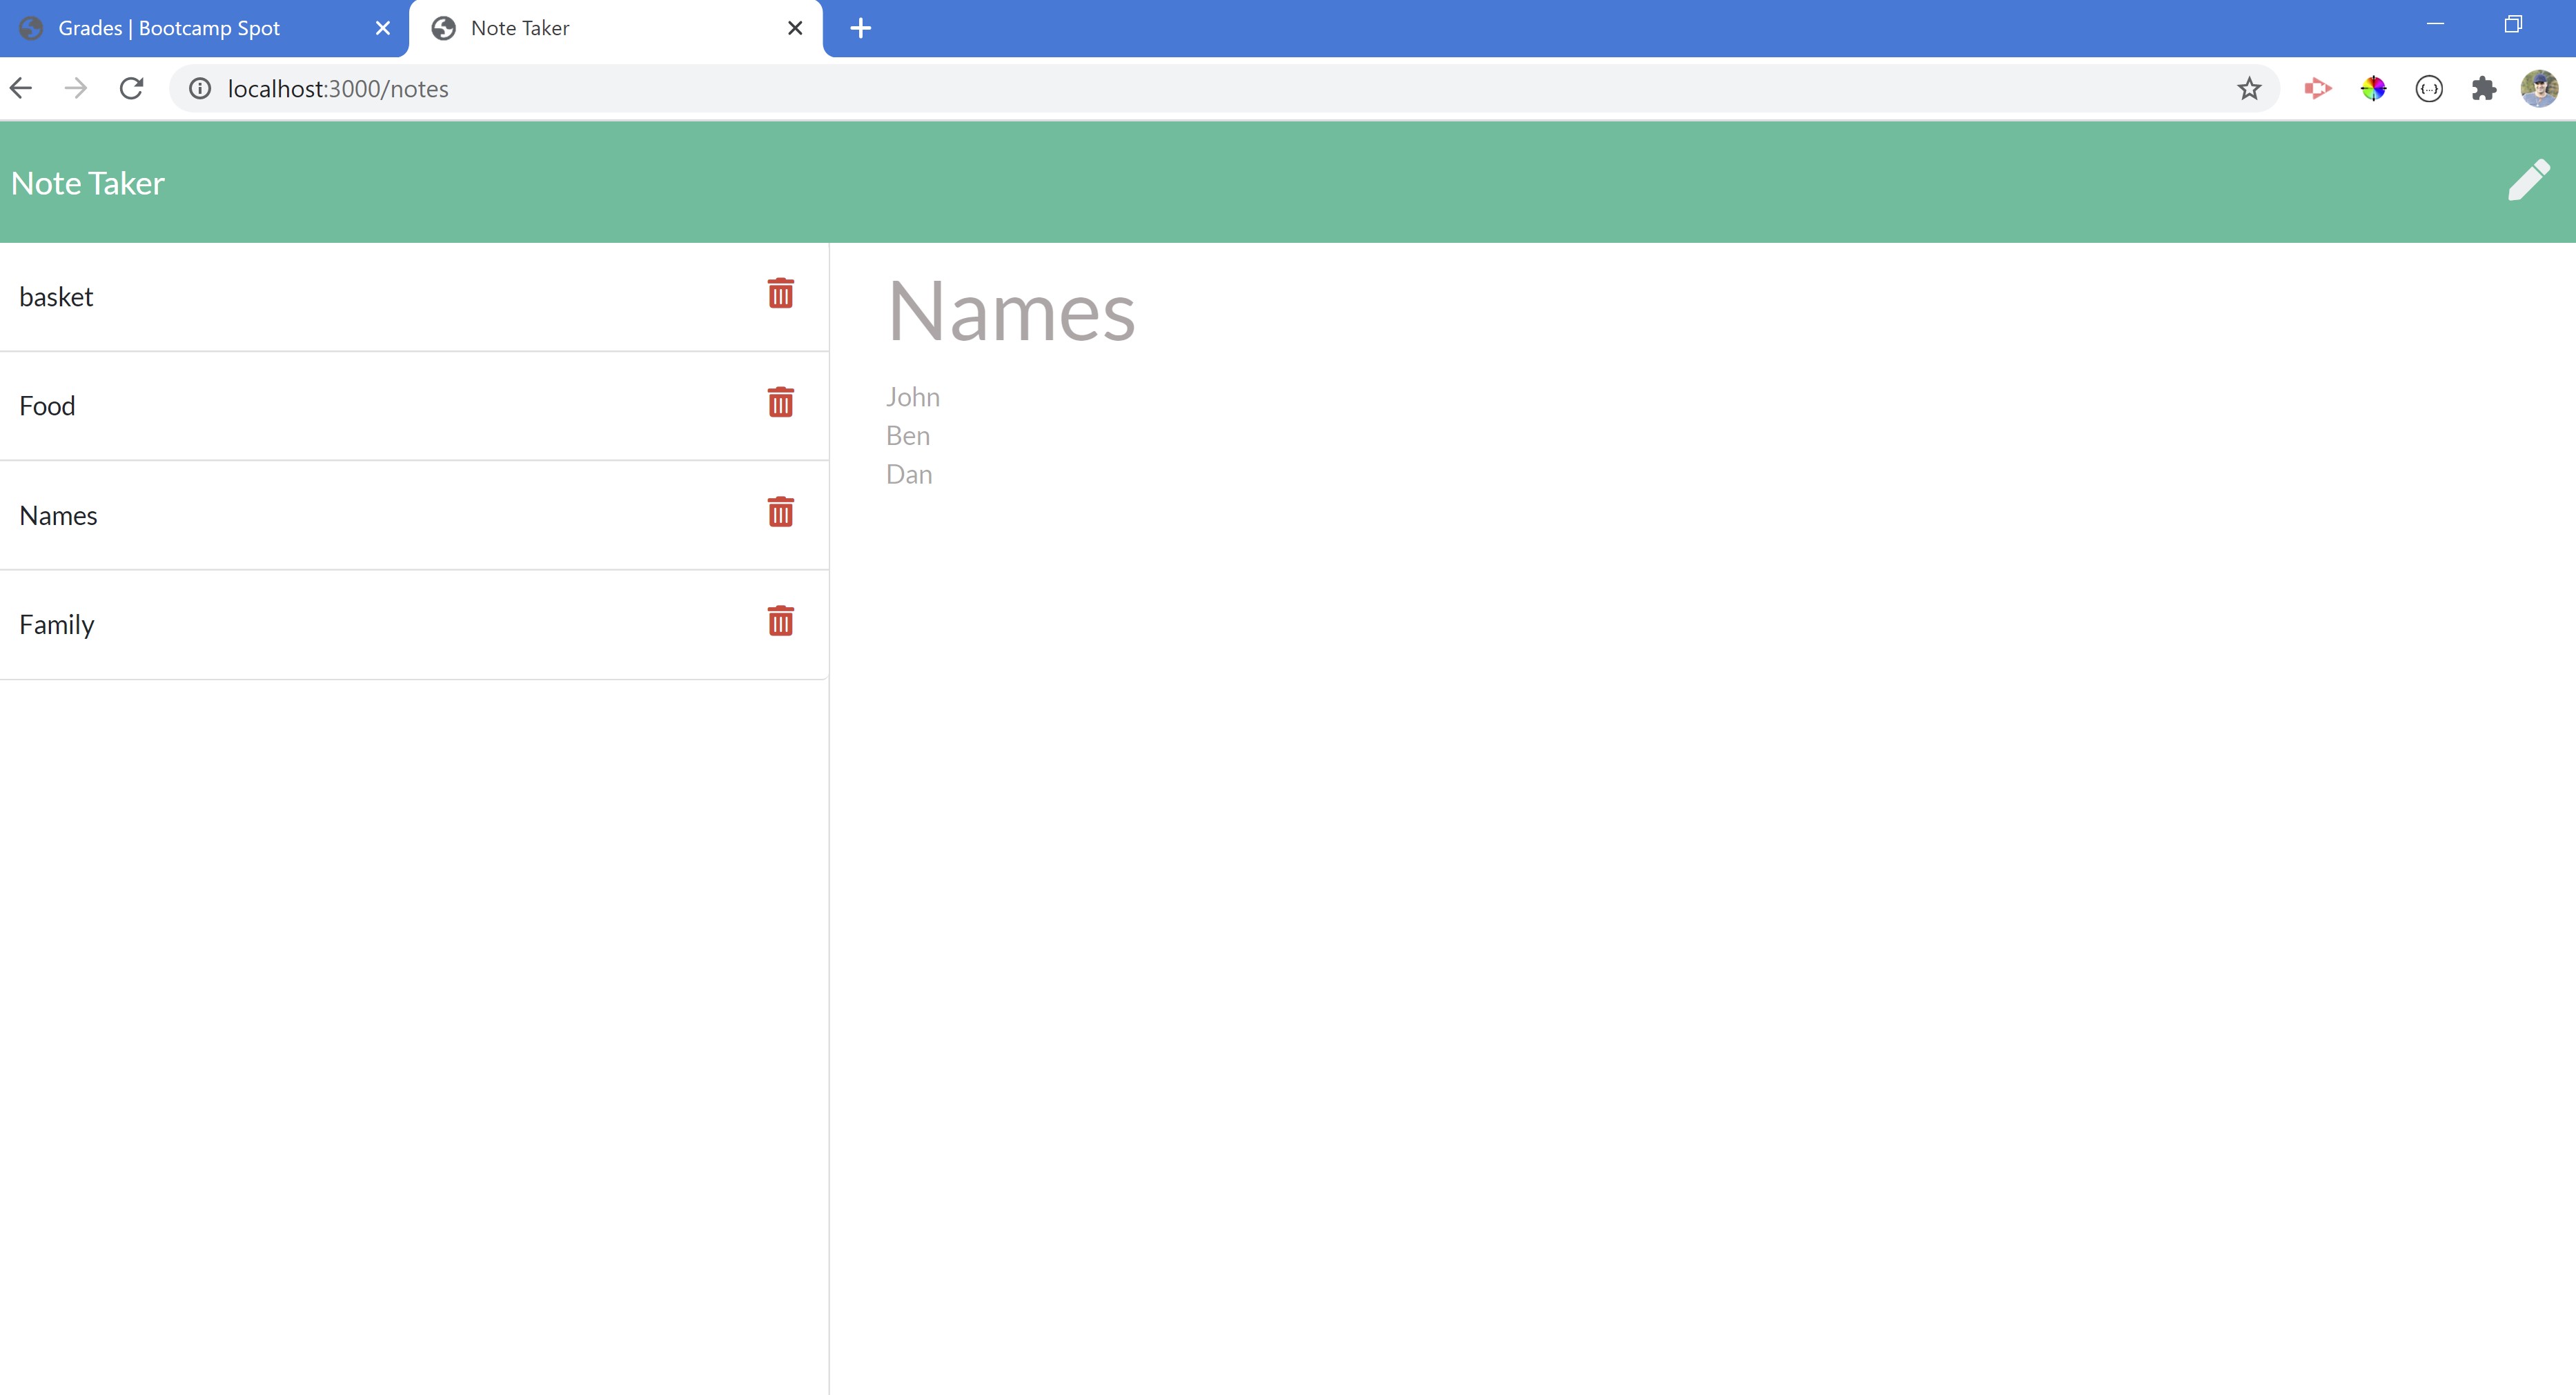 Grades | Bootcamp Spot
Note Taker
localhost:3000/notes
{...}
Note Taker
basket
Food
Names
Family
Names
John
Ben
Dan